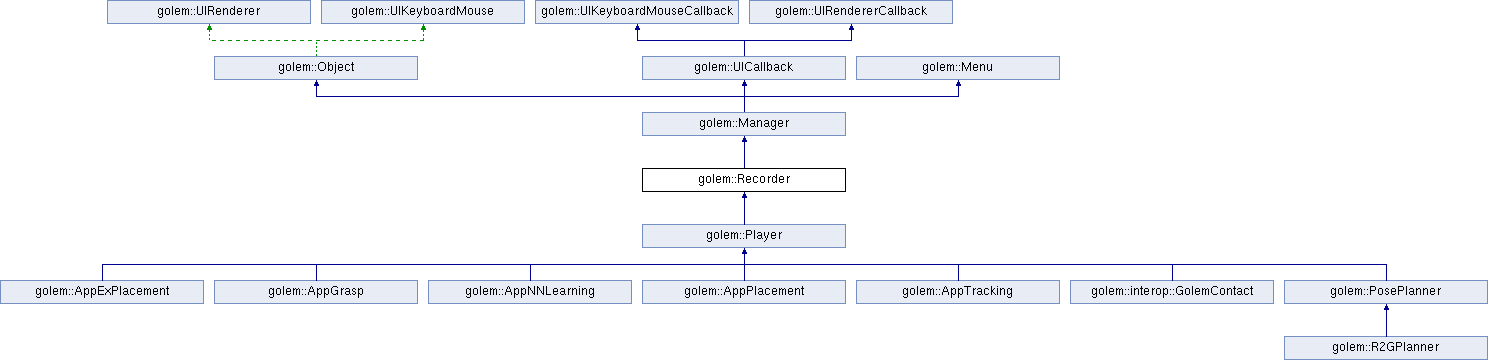 golem::UIRenderer
golem::UIKeyboardMouse
golem::UIKeyboardMouseCallback
golem::UIRendererCallback
golem::Object
golem::UICallback
golem::Menu
golem::Manager
golem::Recorder
golem::Player
golem::AppExPlacement
golem::AppGrasp
golem::AppNNLearning
golem::AppPlacement
golem::AppTracking
golem::interop::GolemContact
golem::PosePlanner
golem::R2GPlanner